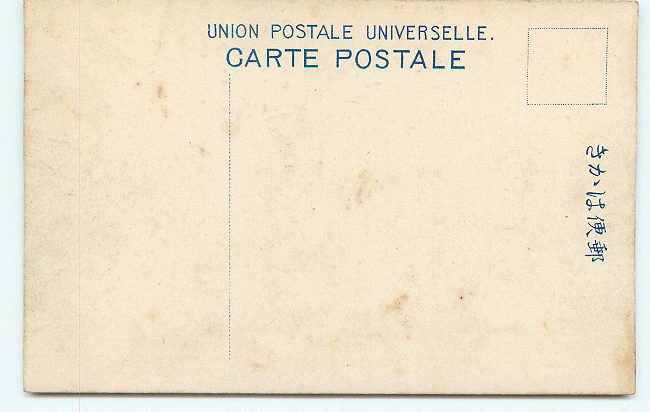 UNION POSTALE UNIVERSELLE.
CARTE POSTALE
郵便はかき